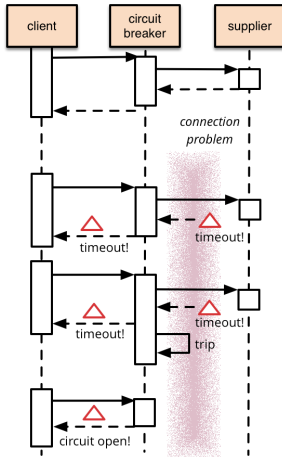 client
circuit
breaker
supplier
connection
problem
timeout!
timeout!
timeout!
timeout!
trip
circuit open!